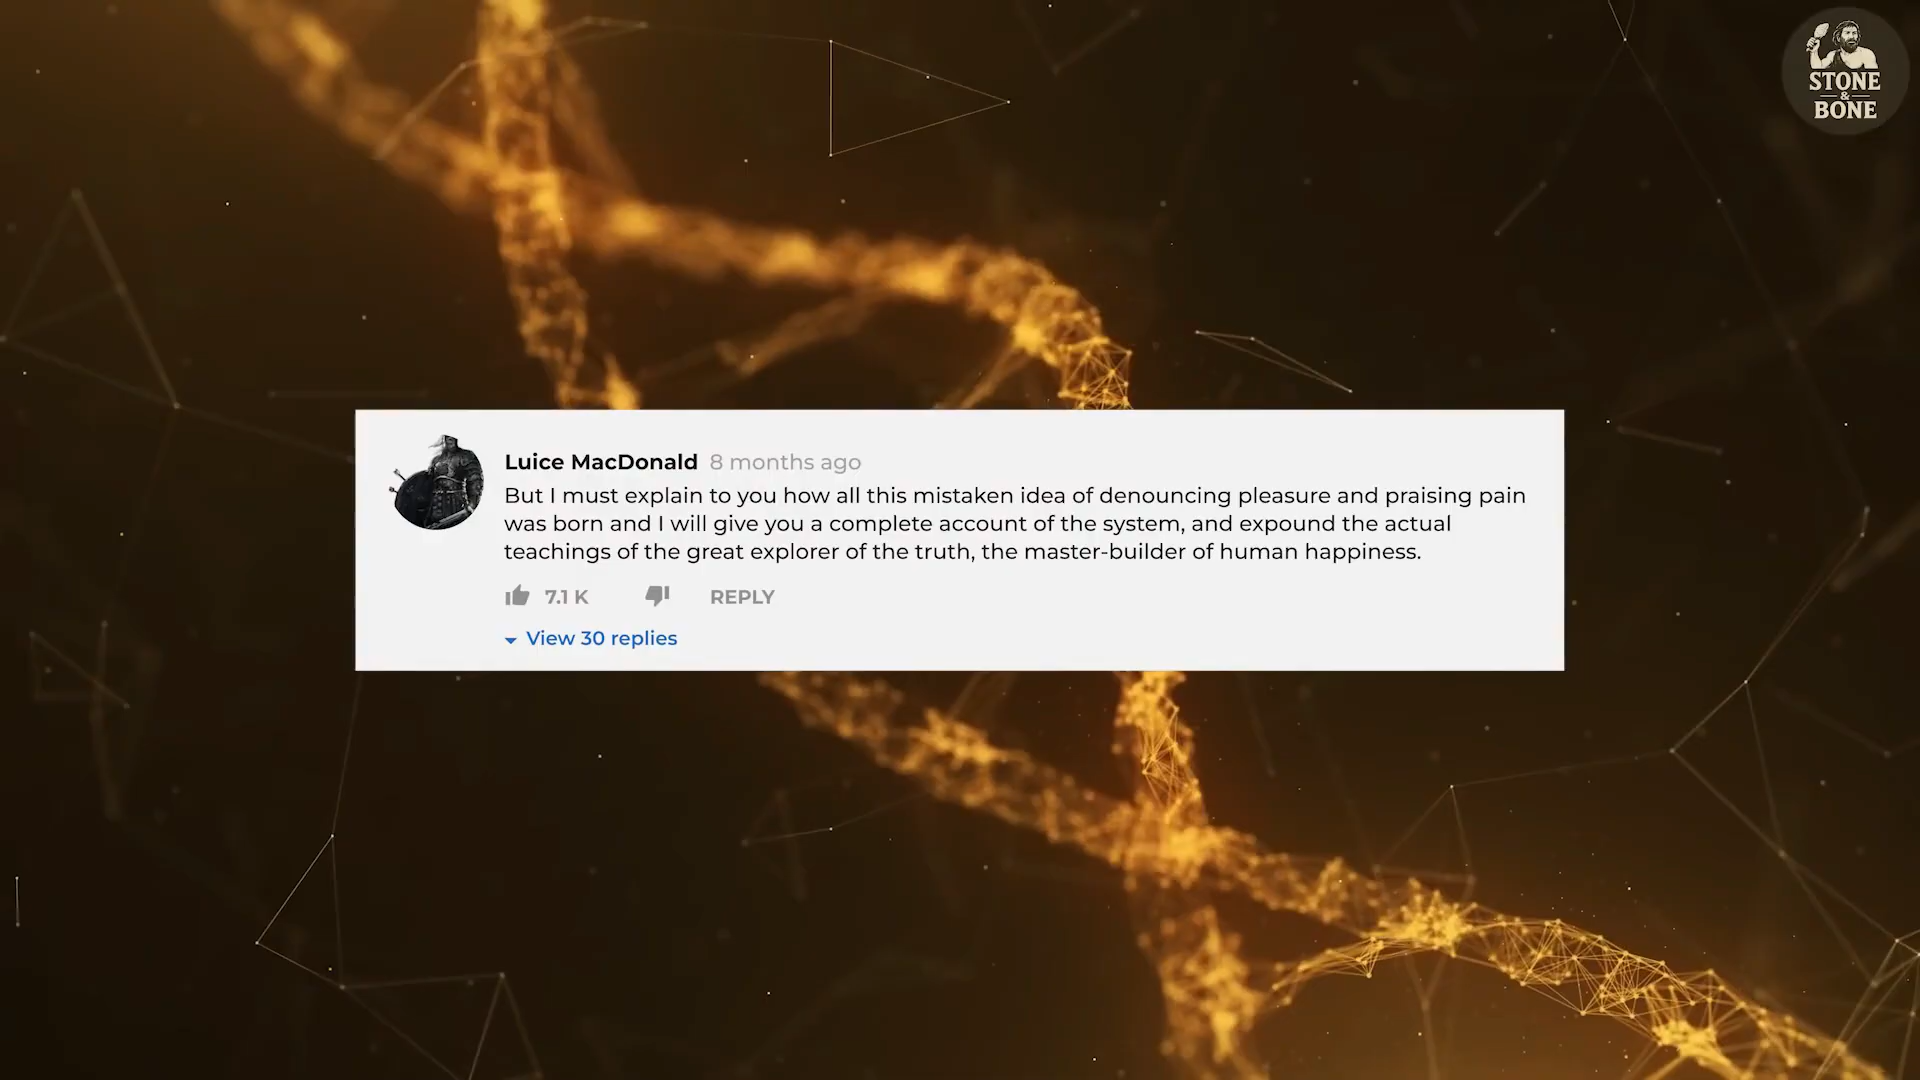 STONE
&
BONE
Luice MacDonald 8 months ago
But I must explain to you how all this mistaken idea of denouncing pleasure and praising pain
was born and I will give you a complete account of the system, and expound the actual
teachings of the great explorer of the truth, the master-builder of human happiness.
7.1 K REPLY
View 30 replies